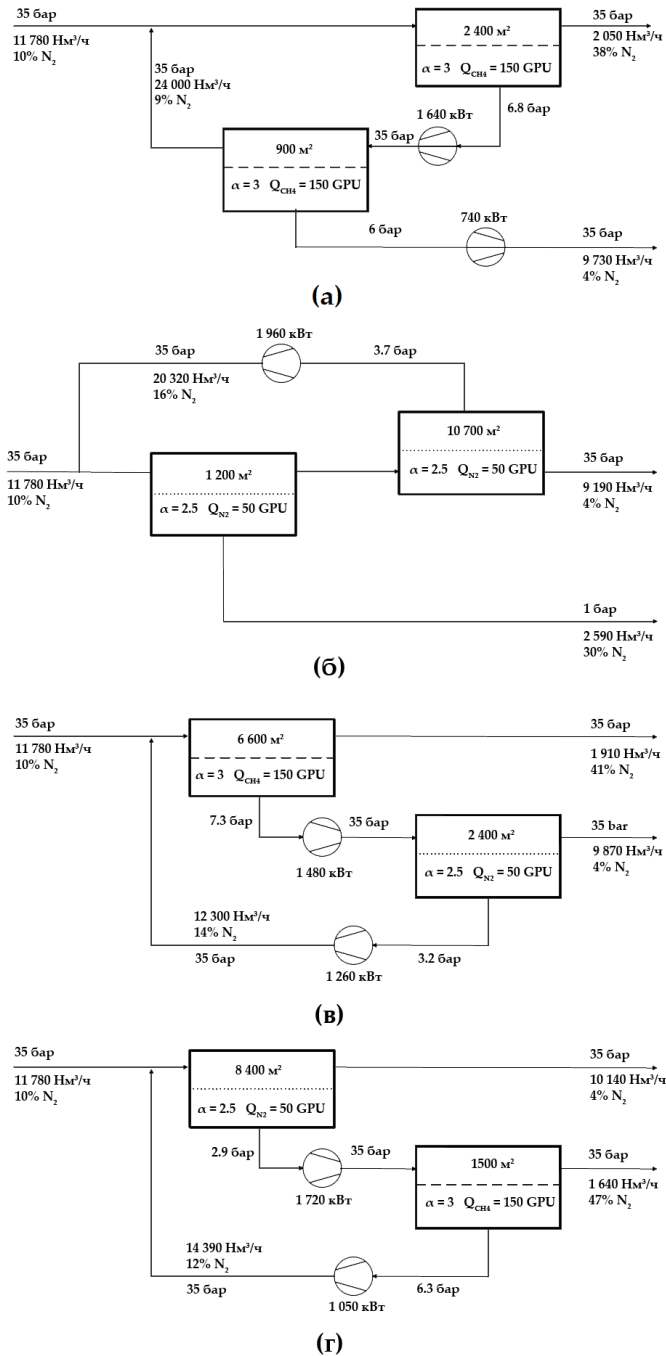 35 бар
11 780 Нм³/ч
10% N₂
35 бар
24 000 Нм³/ч
9% N₂
2 400 м²
α = 3 Q_CH4 = 150 GPU
35 бар
2 050 Нм³/ч
38% N₂
6.8 бар
1 640 кВт
35 бар
900 м²
α = 3 Q_CH4 = 150 GPU
6 бар
740 кВт
35 бар
9 730 Нм³/ч
4% N₂
(а)
1 960 кВт
35 бар
3.7 бар
20 320 Нм³/ч
16% N₂
35 бар
11 780 Нм³/ч
10% N₂
1 200 м²
α = 2.5 Q_N2 = 50 GPU
10 700 м²
α = 2.5 Q_N2 = 50 GPU
35 бар
9 190 Нм³/ч
4% N₂
1 бар
2 590 Нм³/ч
30% N₂
(б)
35 бар
11 780 Нм³/ч
10% N₂
6 600 м²
α = 3 Q_CH4 = 150 GPU
35 бар
1 910 Нм³/ч
41% N₂
7.3 бар
35 бар
1 480 кВт
2 400 м²
α = 2.5 Q_N2 = 50 GPU
35 bar
9 870 Нм³/ч
4% N₂
12 300 Нм³/ч
14% N₂
35 бар
1 260 кВт
3.2 бар
(в)
35 бар
11 780 Нм³/ч
10% N₂
8 400 м²
α = 2.5 Q_N2 = 50 GPU
35 бар
10 140 Нм³/ч
4% N₂
2.9 бар
35 бар
1 720 кВт
1500 м²
α = 3 Q_CH4 = 150 GPU
35 бар
1 640 Нм³/ч
47% N₂
14 390 Нм³/ч
12% N₂
35 бар
1 050 кВт
6.3 бар
(г)